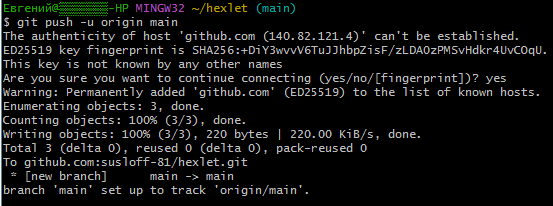 Евгений@▒▒▒▒▒▒-HP MINGW32 ~/hexlet (main)
$ git push -u origin main
The authenticity of host 'github.com (140.82.121.4)' can't be established.
ED25519 key fingerprint is SHA256:+DiY3wvvV6TuJJhbpZisF/zLDA0zPMSvHdkr4UvCOqU.
This key is not known by any other names
Are you sure you want to continue connecting (yes/no/[fingerprint])? yes
Warning: Permanently added 'github.com' (ED25519) to the list of known hosts.
Enumerating objects: 3, done.
Counting objects: 100% (3/3), done.
Writing objects: 100% (3/3), 220 bytes | 220.00 KiB/s, done.
Total 3 (delta 0), reused 0 (delta 0), pack-reused 0
To github.com:susloff-81/hexlet.git
 * [new branch]      main -> main
branch 'main' set up to track 'origin/main'.